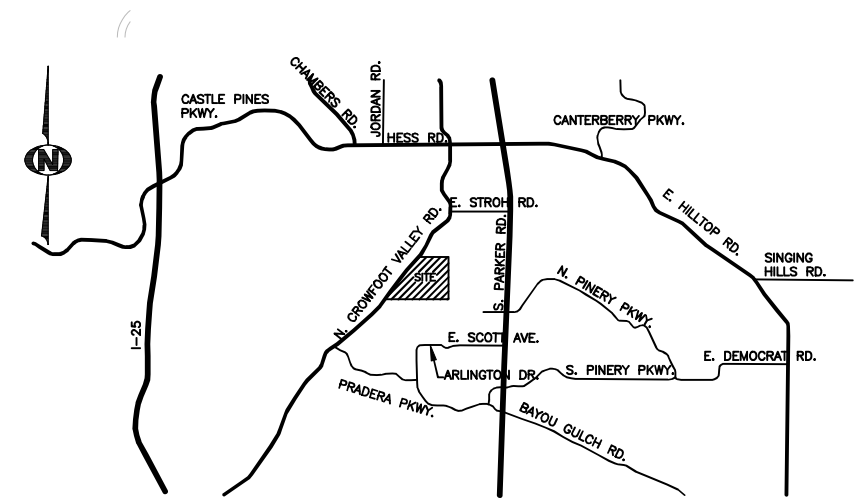 CHAMBERS RD.
JORDAN RD.
CASTLE PINES
PKWY.
CANTERBERRY PKWY.
HESS RD.
N
E. STROH RD.
E. HILLTOP RD.
N. CROWFOOT VALLEY RD.
S. PARKER RD.
SINGING
HILLS RD.
SITE
N. PINERY PKWY.
I-25
E. SCOTT AVE.
E. DEMOCRAT RD.
ARLINGTON DR.
S. PINERY PKWY.
PRADERA PKWY.
BAYOU GULCH RD.